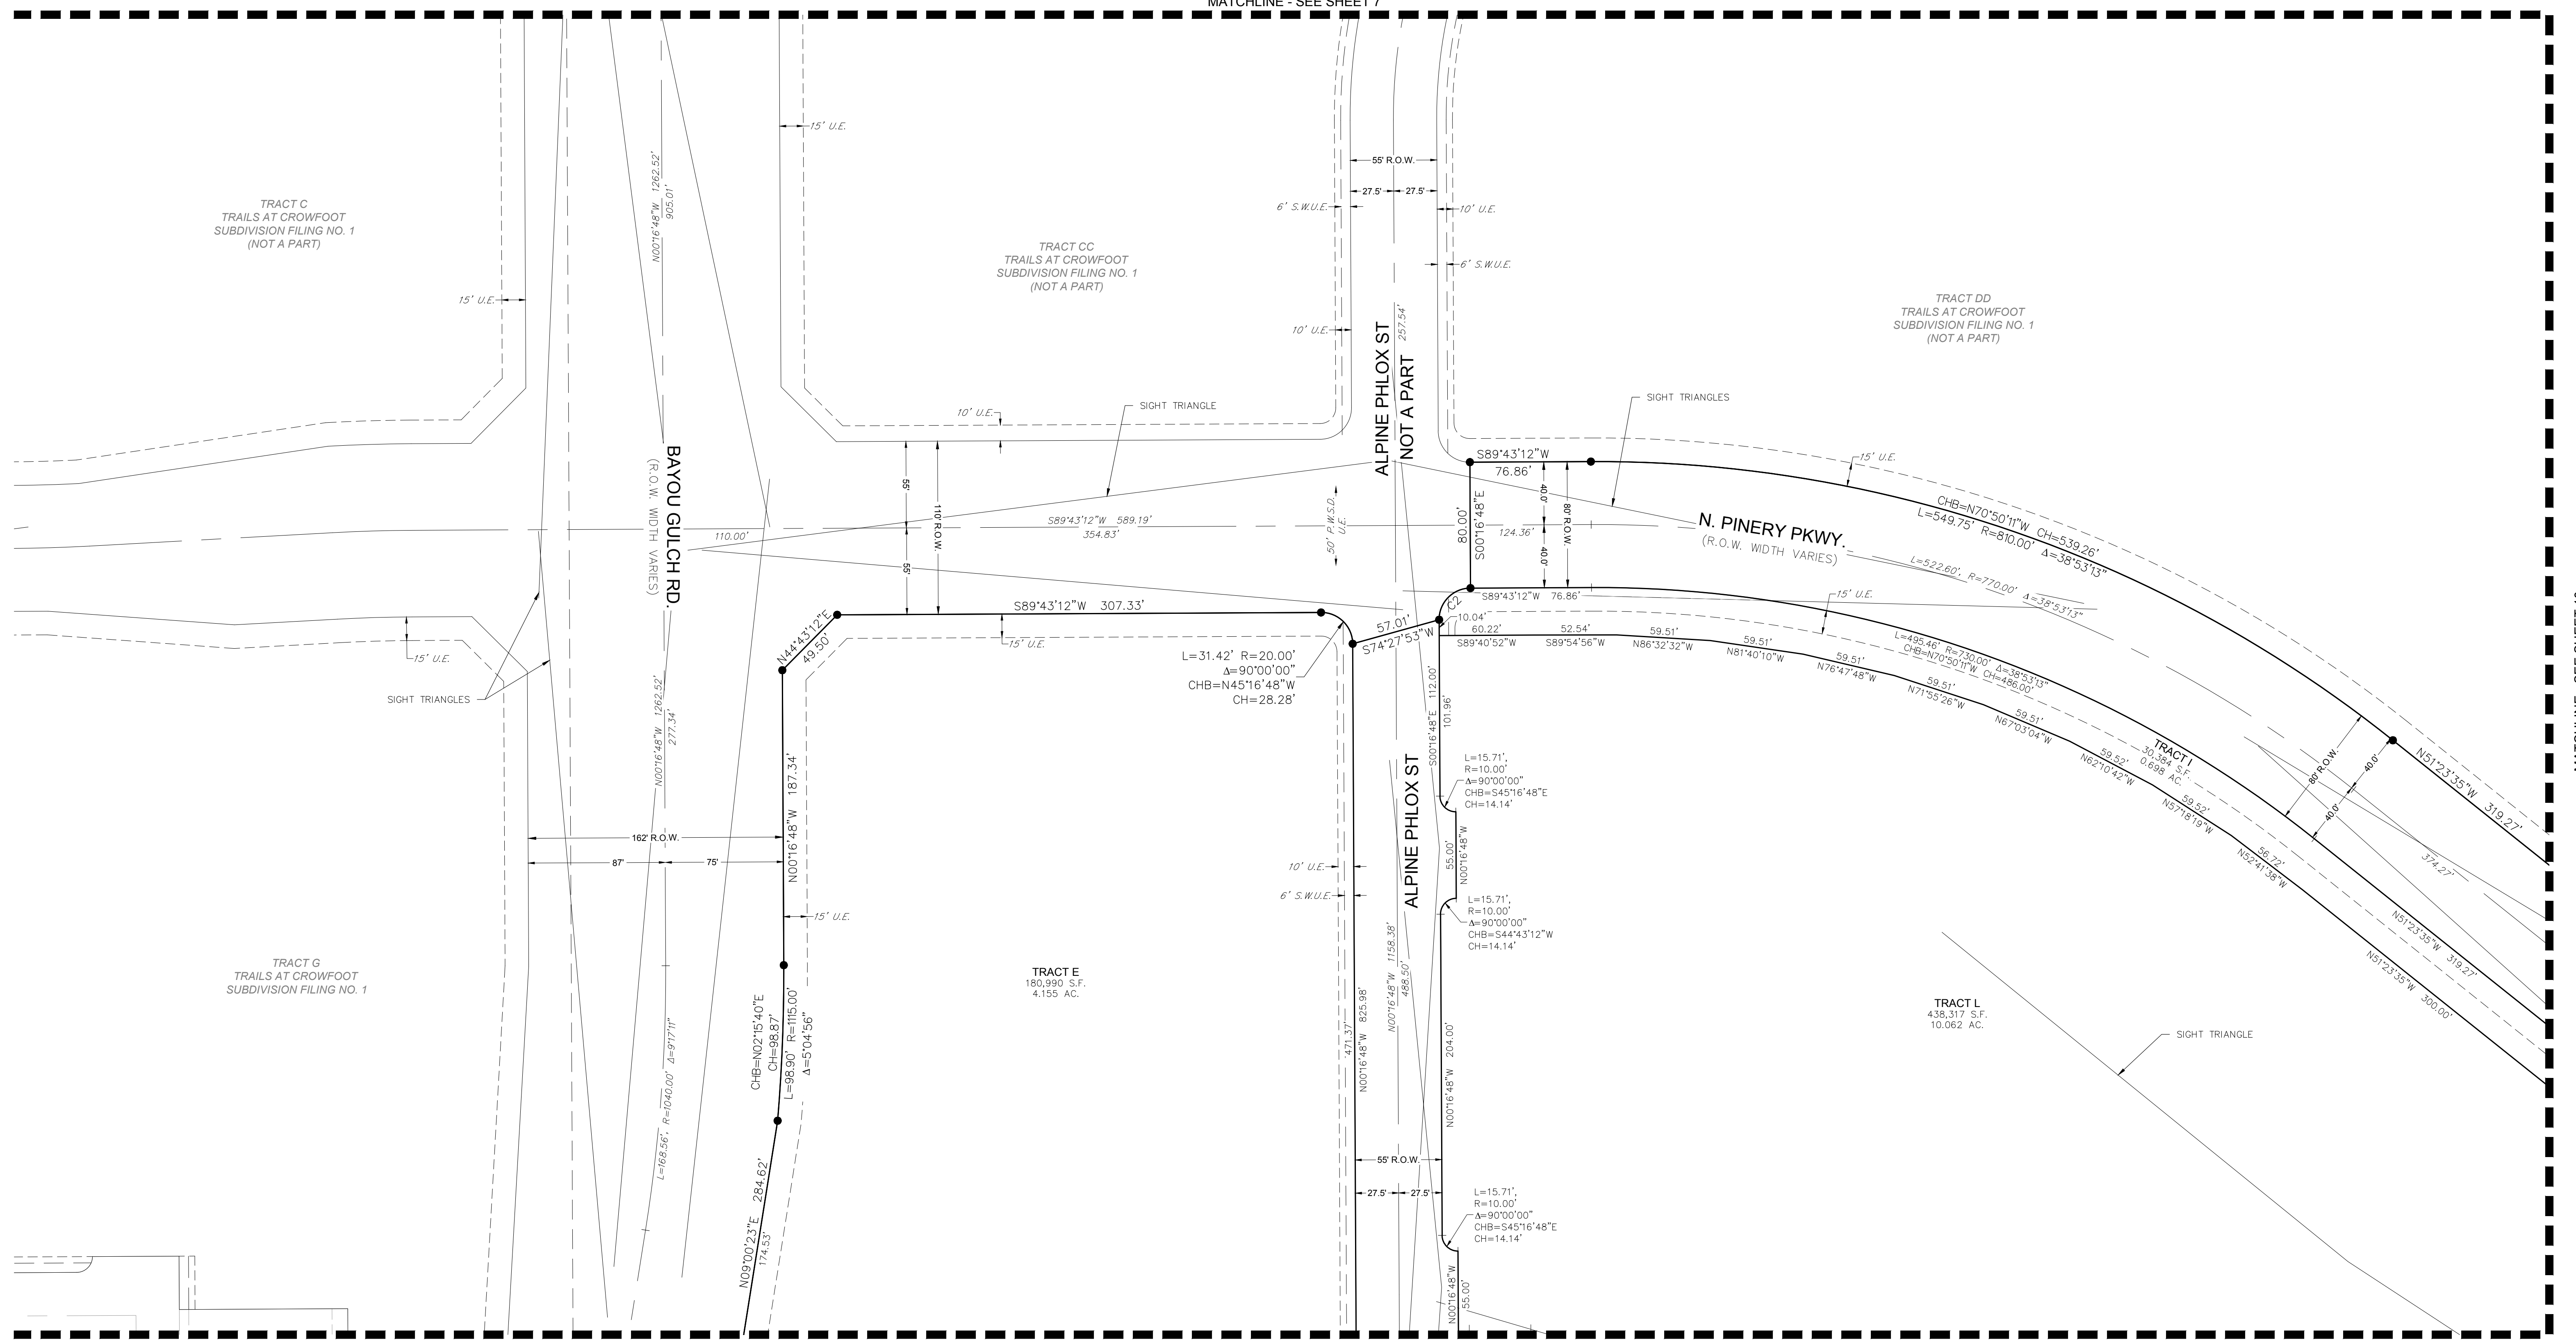 MATCHLINE - SEE SHEET 7
TRACT C
TRAILS AT CROWFOOT
SUBDIVISION FILING NO. 1
(NOT A PART)
15' U.E.
N00°16'48"W 1262.52'
905.01'
15' U.E.
TRACT CC
TRAILS AT CROWFOOT
SUBDIVISION FILING NO. 1
(NOT A PART)
55' R.O.W.
27.5'
27.5'
6' S.W.U.E.
10' U.E.
6' S.W.U.E.
10' U.E.
257.54'
ALPINE PHLOX ST
NOT A PART
TRACT DD
TRAILS AT CROWFOOT
SUBDIVISION FILING NO. 1
(NOT A PART)
10' U.E.
SIGHT TRIANGLE
SIGHT TRIANGLES
BAYOU GULCH RD.
(R.O.W. WIDTH VARIES)
110.00'
55'
55'
110' R.O.W.
S89°43'12"W 589.19'
354.83'
50' P.W.S.D.
U.E.
S89°43'12"W
76.86'
80.00'
S00°16'48"E
40.0'
40.0'
80' R.O.W.
124.36'
15' U.E.
N. PINERY PKWY.
(R.O.W. WIDTH VARIES)
CHB=N70°50'11"W CH=539.26'
L=549.75' R=810.00' Δ=38°53'13"
L=522.60', R=770.00' Δ=38°53'13"
S89°43'12"W 76.86'
15' U.E.
L=495.46' R=730.00' Δ=38°53'13"
CHB=N70°50'11"W CH=486.00'
S89°43'12"W 307.33'
N44°43'12"E
49.50'
15' U.E.
57.01'
S74°27'53"W
C2
10.04'
L=31.42' R=20.00'
Δ=90°00'00"
CHB=N45°16'48"W
CH=28.28'
60.22'
S89°40'52"W
52.54'
S89°54'56"W
59.51'
N86°32'32"W
59.51'
N81°40'10"W
59.51'
N76°47'48"W
59.51'
N71°55'26"W
59.51'
N67°03'04"W
59.52'
N62°10'42"W
59.52'
N57°18'19"W
56.72'
N52°41'38"W
N51°23'35"W 300.00'
N51°23'35"W 319.27'
TRACT I
30,384 S.F.
0.698 AC.
80' R.O.W.
40.0'
40.0'
N51°23'35"W 319.27'
374.27'
15' U.E.
SIGHT TRIANGLES
N00°16'48"W 1262.52'
277.34'
N00°16'48"W 187.34'
162' R.O.W.
87'
75'
15' U.E.
S00°16'48"E 112.00'
101.96'
L=15.71',
R=10.00'
Δ=90°00'00"
CHB=S45°16'48"E
CH=14.14'
ALPINE PHLOX ST
55.00'
N00°16'48"W
10' U.E.
6' S.W.U.E.
L=15.71',
R=10.00'
Δ=90°00'00"
CHB=S44°43'12"W
CH=14.14'
TRACT G
TRAILS AT CROWFOOT
SUBDIVISION FILING NO. 1
TRACT E
180,990 S.F.
4.155 AC.
TRACT L
438,317 S.F.
10.062 AC.
SIGHT TRIANGLE
CHB=N02°15'40"E
CH=98.87'
L=98.90' R=1115.00'
Δ=5°04'56"
L=168.56', R=1040.00' Δ=9°17'11"
471.37'
N00°16'48"W 825.98'
N00°16'48"W 1158.38'
488.50'
N00°16'48"W 204.00'
55' R.O.W.
27.5'
27.5'
N09°00'23"E 284.62'
174.53'
L=15.71',
R=10.00'
Δ=90°00'00"
CHB=S45°16'48"E
CH=14.14'
N00°16'48"W
55.00'